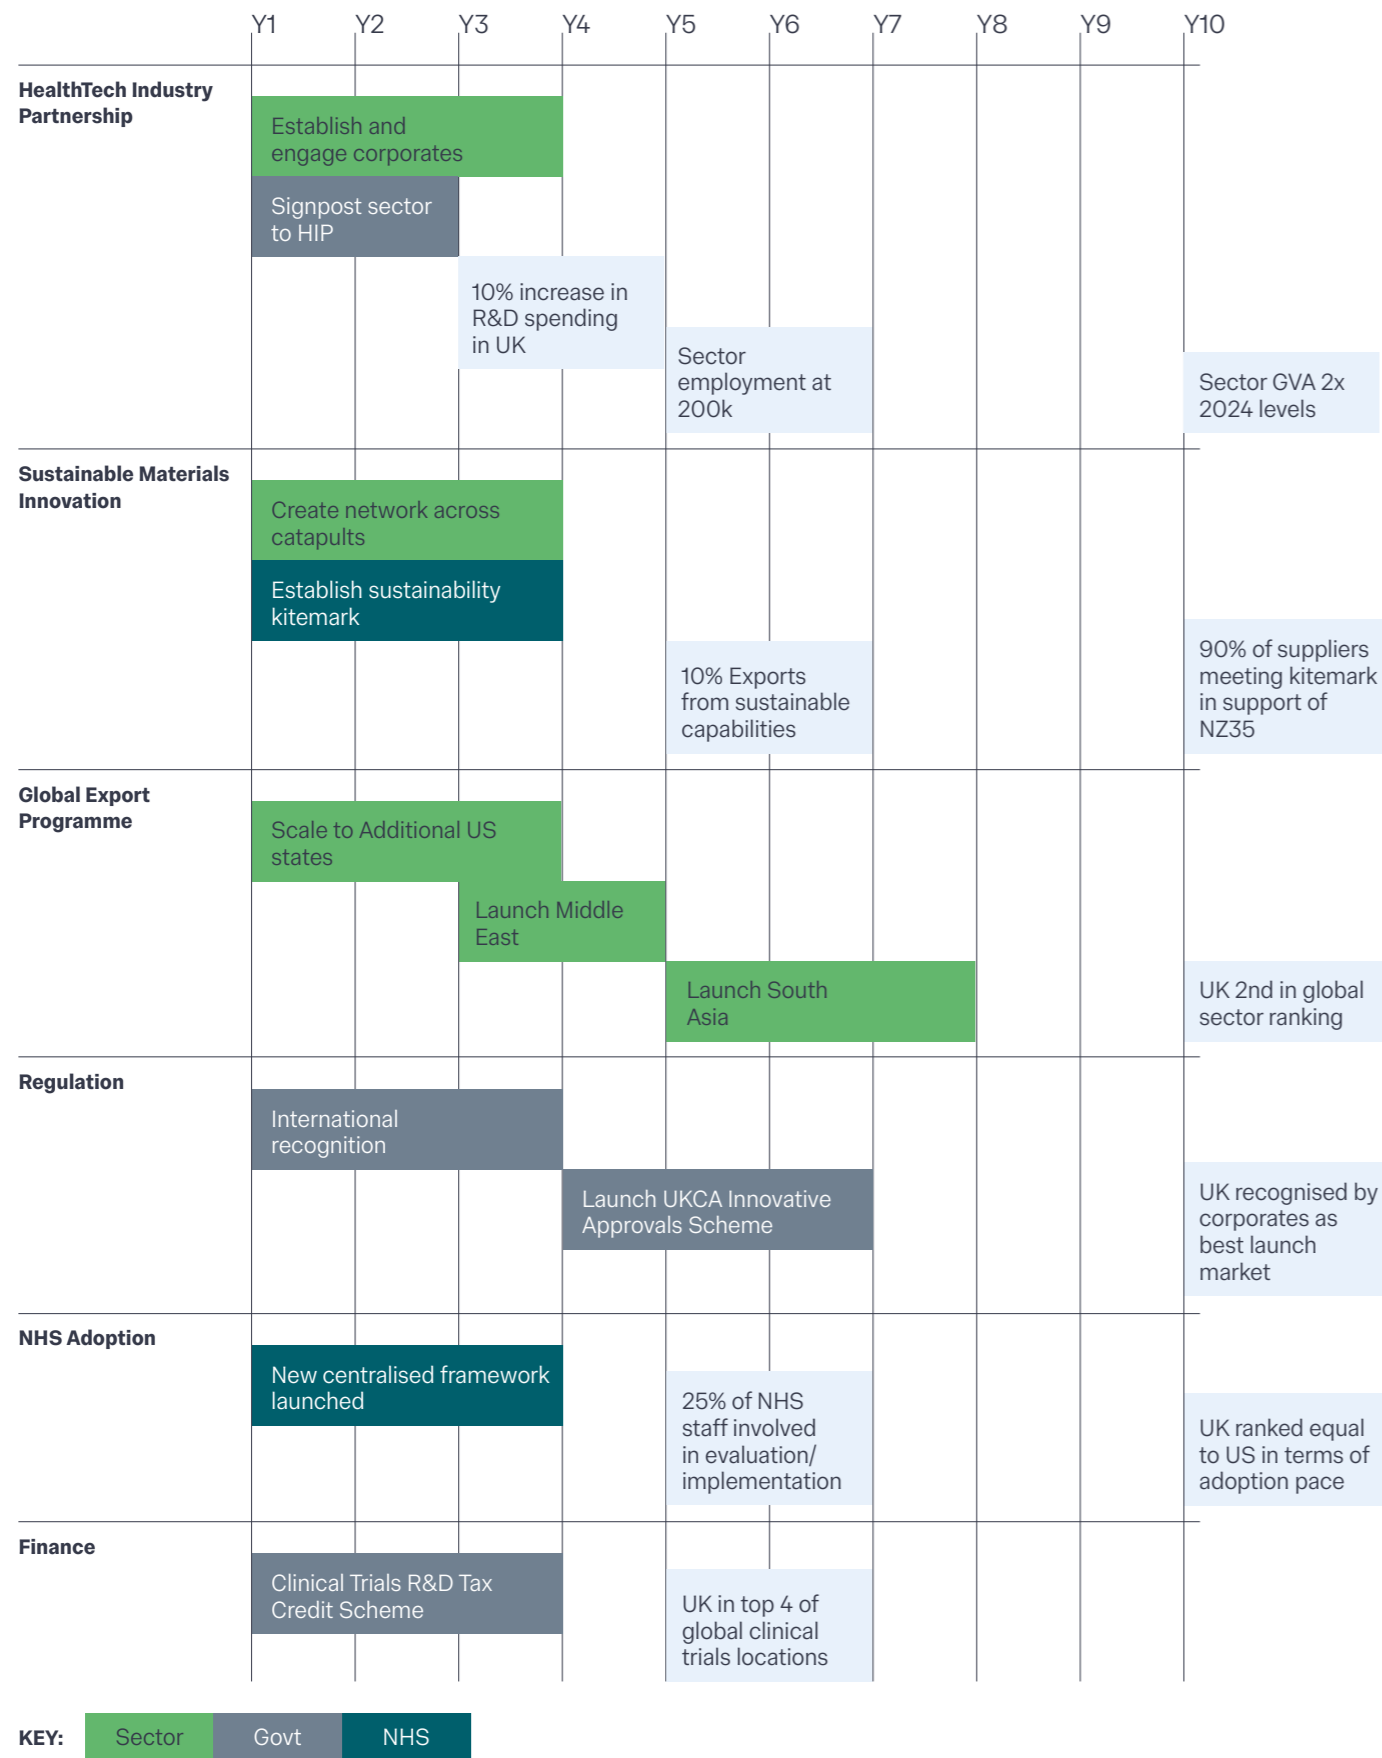 Y1 Y2 Y3 Y4 Y5 Y6 Y7 Y8 Y9 Y10
HealthTech Industry
Partnership
Establish and
engage corporates
Signpost sector
to HIP
10% increase in
R&D spending
in UK
Sector
employment at
200k
Sector GVA 2x
2024 levels
Sustainable Materials
Innovation
Create network across
catapults
Establish sustainability
kitemark
10% Exports
from sustainable
capabilities
90% of suppliers
meeting kitemark
in support of
NZ35
Global Export
Programme
Scale to Additional US
states
Launch Middle
East
Launch South
Asia
UK 2nd in global
sector ranking
Regulation
International
recognition
Launch UKCA Innovative
Approvals Scheme
UK recognised by
corporates as
best launch
market
NHS Adoption
New centralised framework
launched
25% of NHS
staff involved
in evaluation/
implementation
UK ranked equal
to US in terms of
adoption pace
Finance
Clinical Trials R&D Tax
Credit Scheme
UK in top 4 of
global clinical
trials locations
KEY: Sector Govt NHS